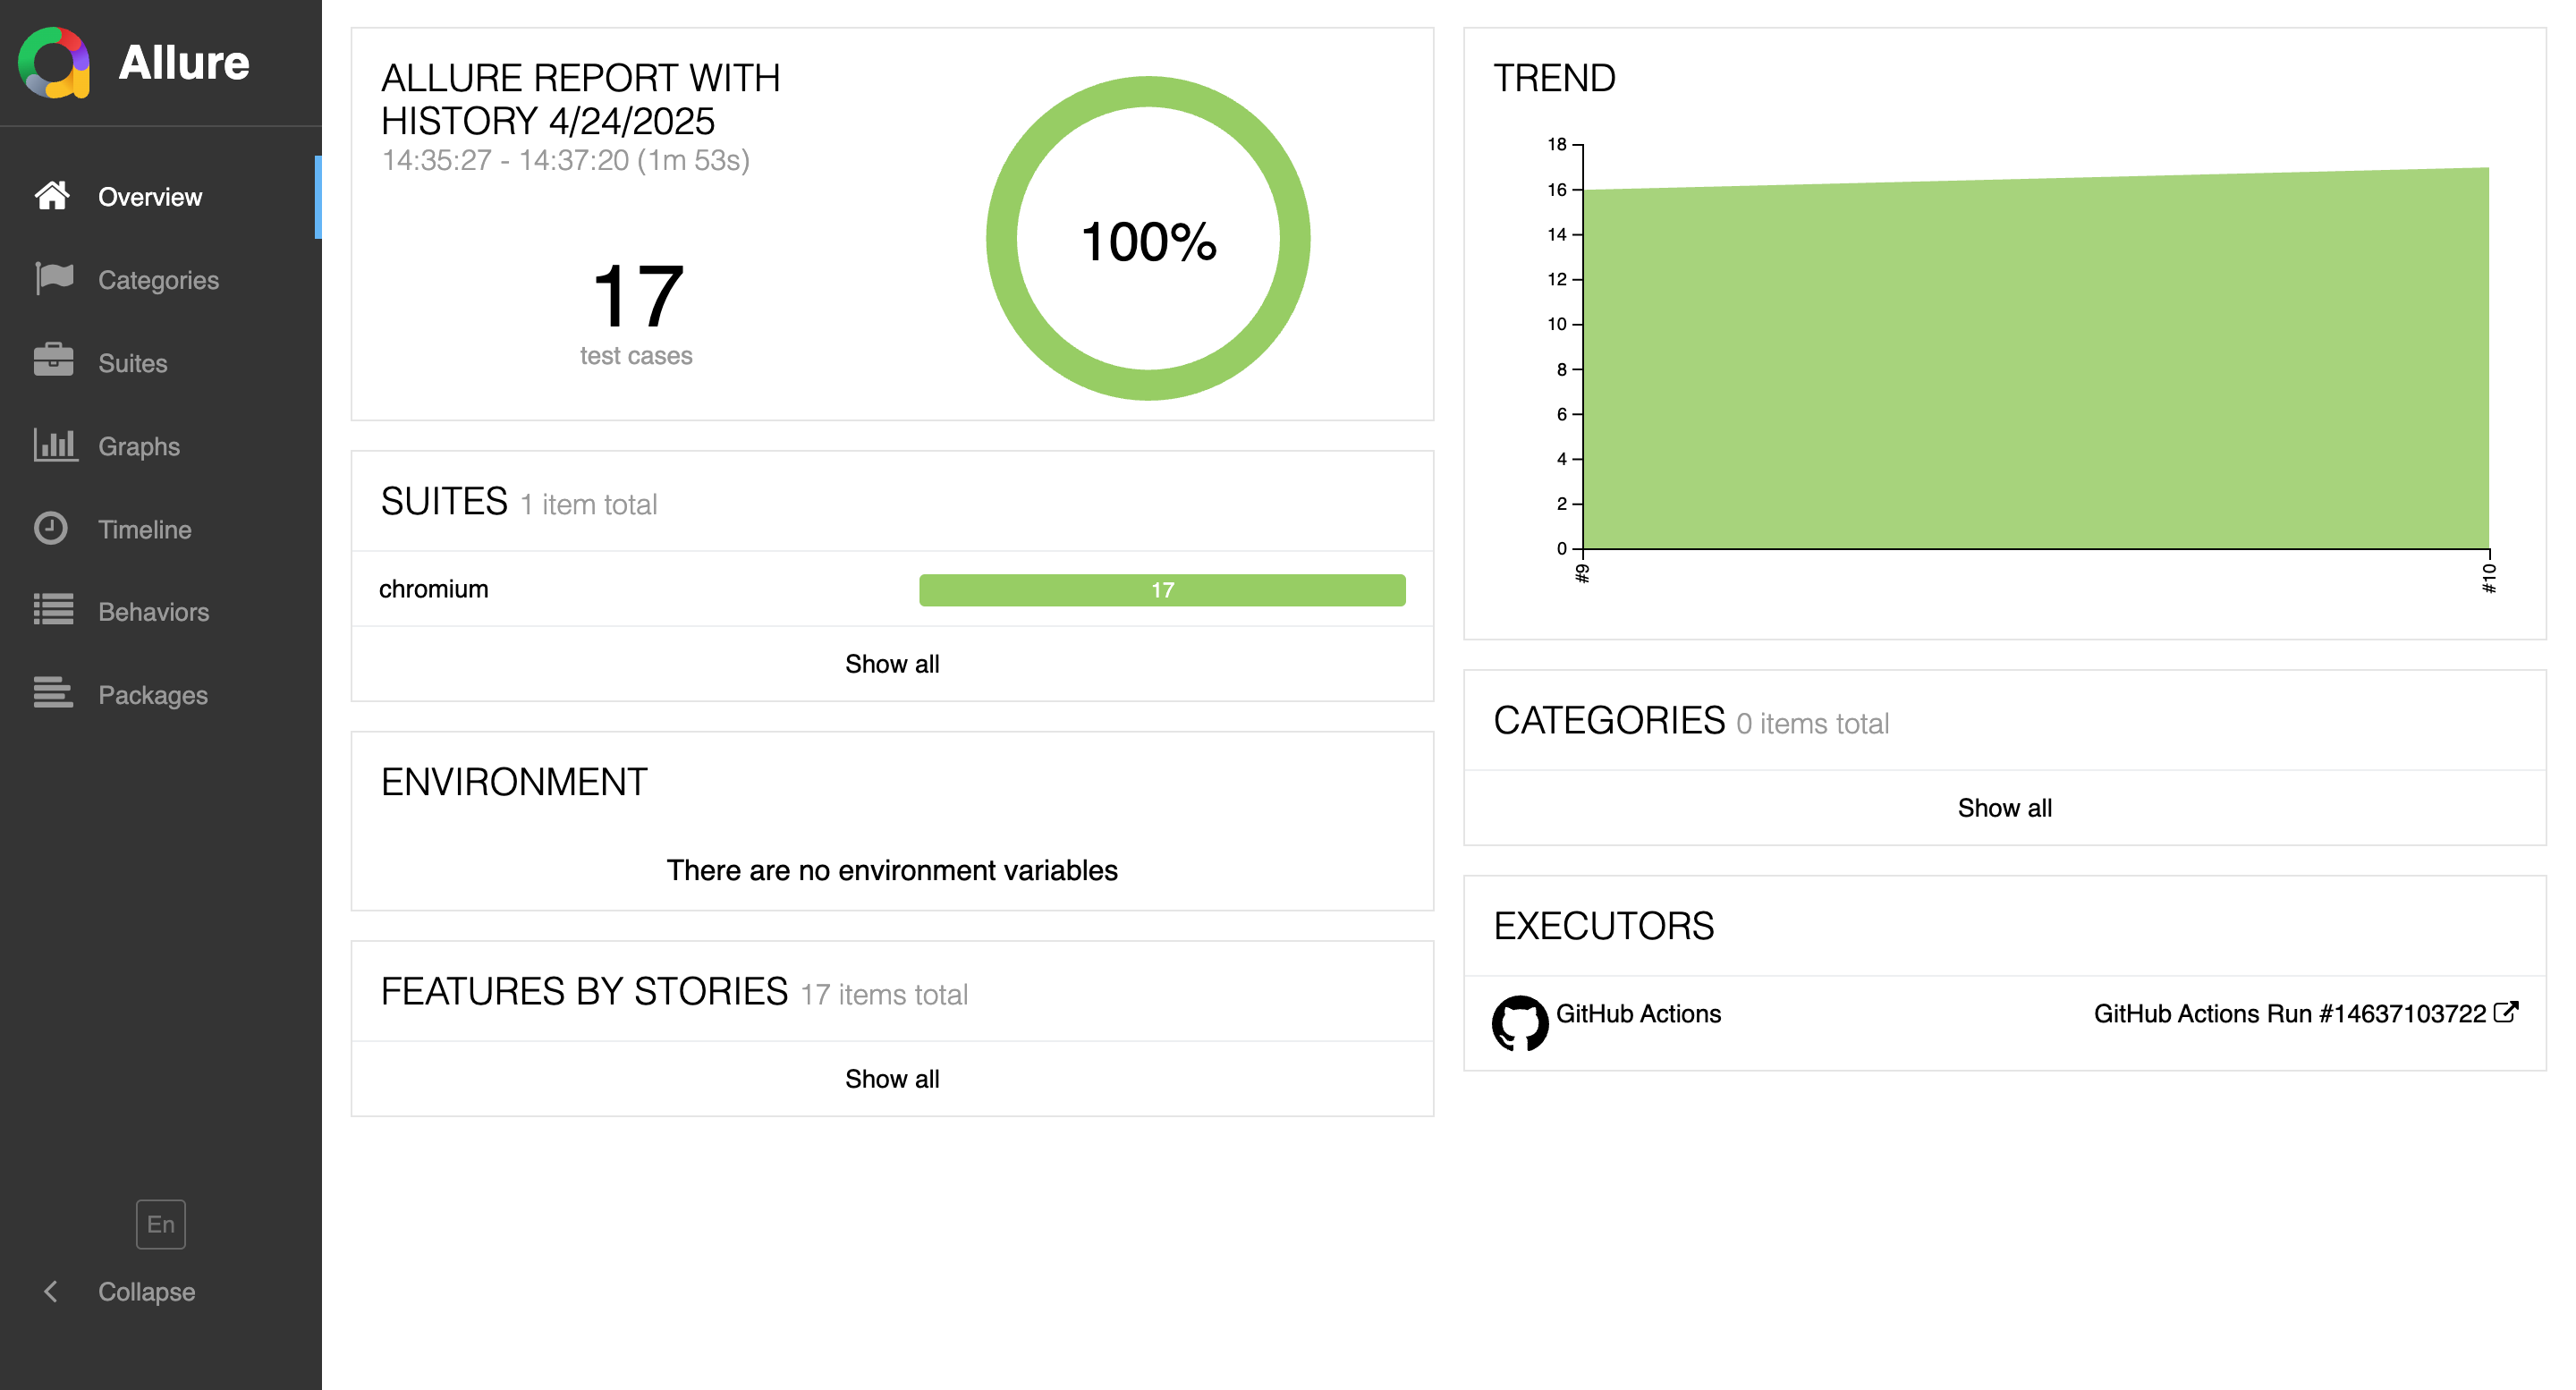 Allure
Overview
Categories
Suites
Graphs
Timeline
Behaviors
Packages
En
Collapse
ALLURE REPORT WITH
HISTORY 4/24/2025
14:35:27 - 14:37:20 (1m 53s)
17
test cases
100%
SUITES 1 item total
chromium 17
Show all
ENVIRONMENT
There are no environment variables
FEATURES BY STORIES 17 items total
Show all
TREND
18
16
14
12
10
8
6
4
2
0
#9
#10
CATEGORIES 0 items total
Show all
EXECUTORS
GitHub Actions GitHub Actions Run #14637103722